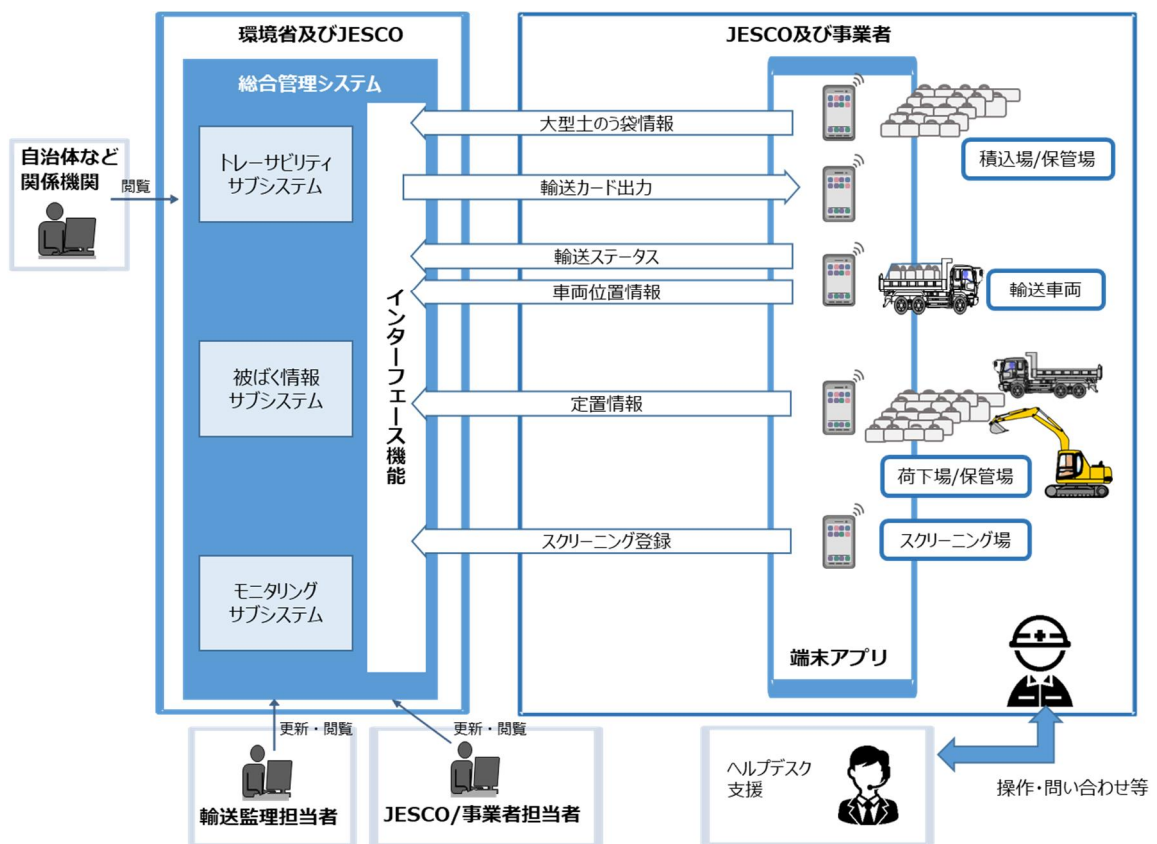 環境省及びJESCO
総合管理システム
トレーサビリティ
サブシステム
被ばく情報
サブシステム
モニタリング
サブシステム
インターフェース機能
自治体など
関係機関
閲覧
JESCO及び事業者
大型土のう袋情報
輸送カード出力
輸送ステータス
車両位置情報
定置情報
スクリーニング登録
積込場/保管場
輸送車両
荷下場/保管場
スクリーニング場
端末アプリ
更新・閲覧
輸送監理担当者
更新・閲覧
JESCO/事業者担当者
ヘルプデスク
支援
操作・問い合わせ等